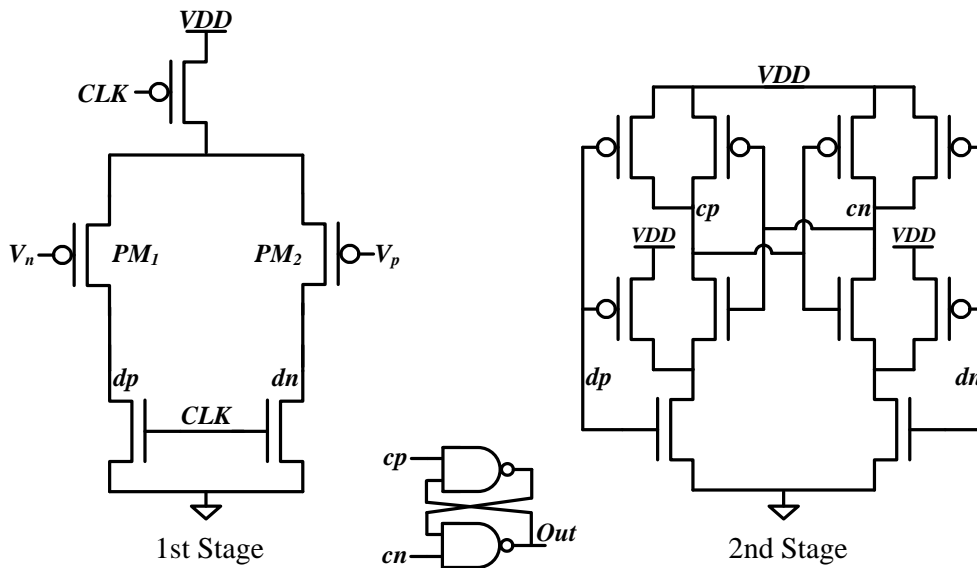 VDD
CLK
V_n
PM_1
PM_2
V_p
dp
dn
CLK
1st Stage
cp
cn
Out
VDD
cp
cn
VDD
VDD
dp
dn
2nd Stage